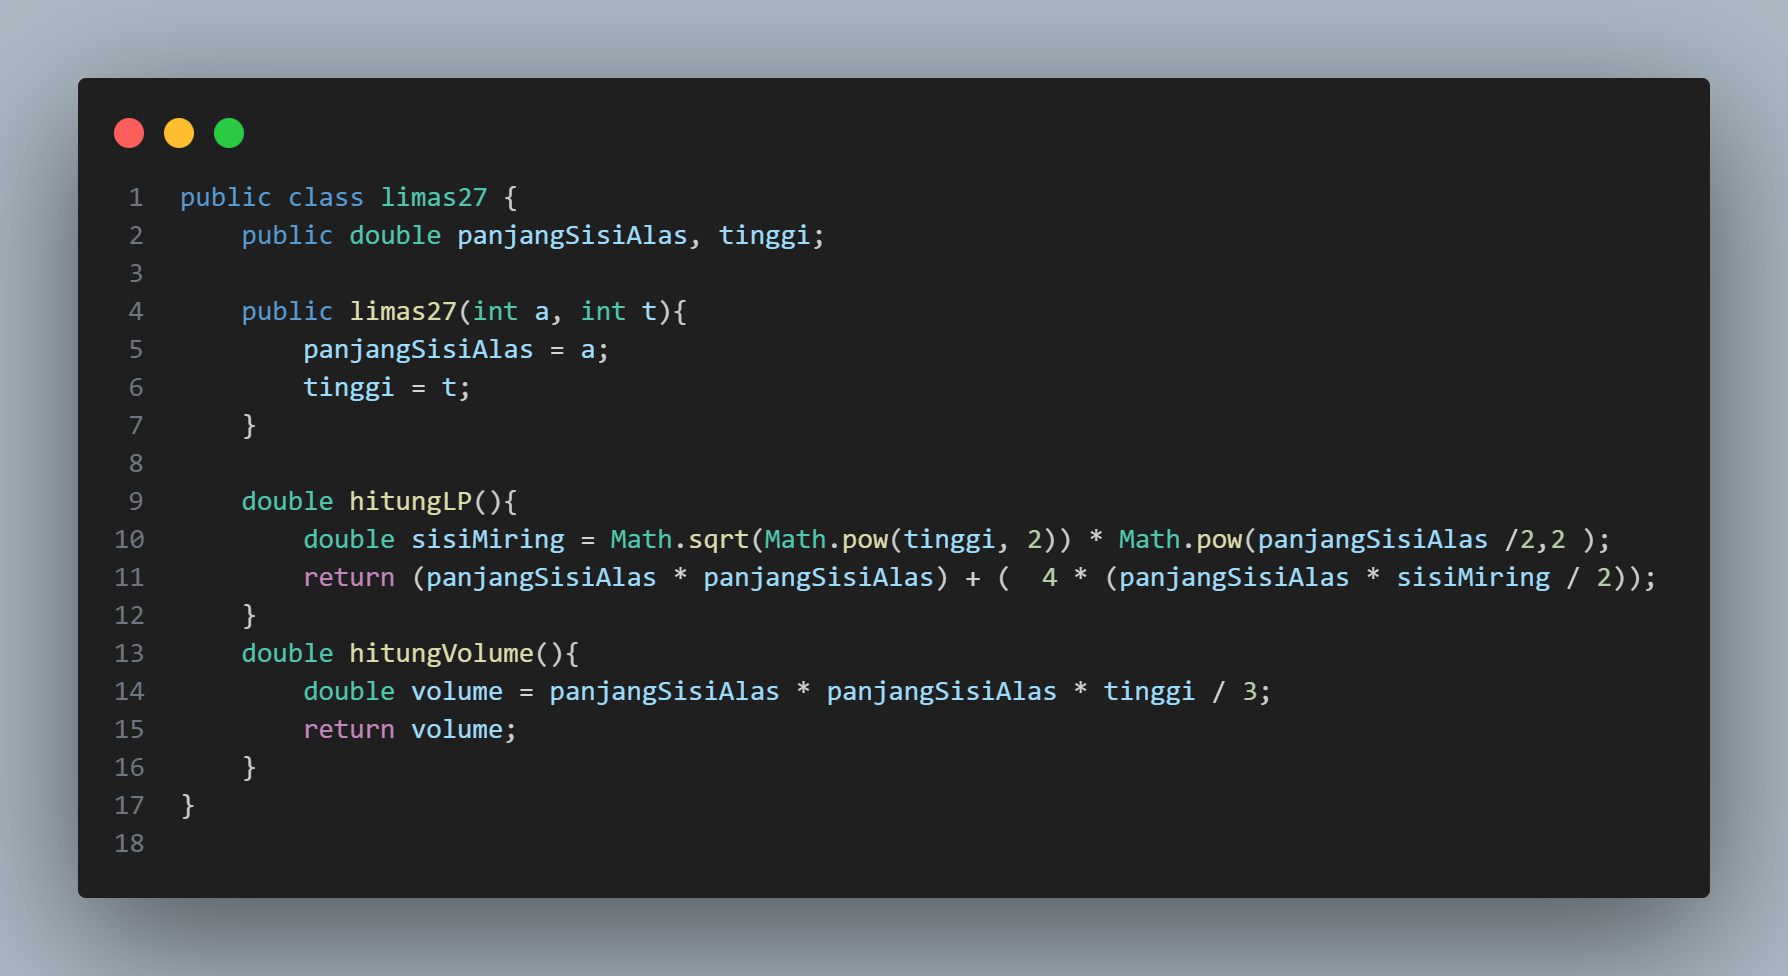 1 public class limas27 {
2     public double panjangSisiAlas, tinggi;
3
4     public limas27(int a, int t){
5         panjangSisiAlas = a;
6         tinggi = t;
7     }
8
9     double hitungLP(){
10         double sisiMiring = Math.sqrt(Math.pow(tinggi, 2)) * Math.pow(panjangSisiAlas /2,2 );
11         return (panjangSisiAlas * panjangSisiAlas) + (  4 * (panjangSisiAlas * sisiMiring / 2));
12     }
13     double hitungVolume(){
14         double volume = panjangSisiAlas * panjangSisiAlas * tinggi / 3;
15         return volume;
16     }
17 }
18